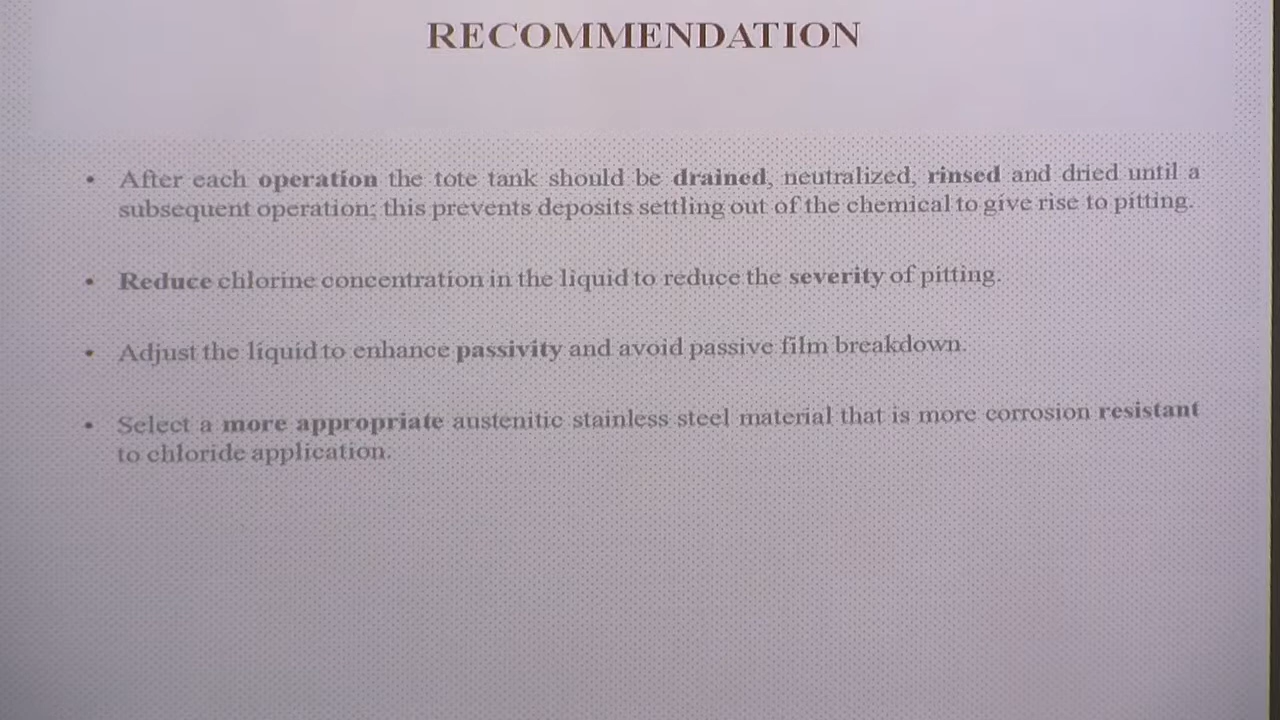 RECOMMENDATION
• After each operation the tote tank should be drained, neutralized, rinsed and dried until a
subsequent operation; this prevents deposits settling out of the chemical to give rise to pitting.
• Reduce chlorine concentration in the liquid to reduce the severity of pitting.
• Adjust the liquid to enhance passivity and avoid passive film breakdown.
• Select a more appropriate austenitic stainless steel material that is more corrosion resistant
to chloride application.